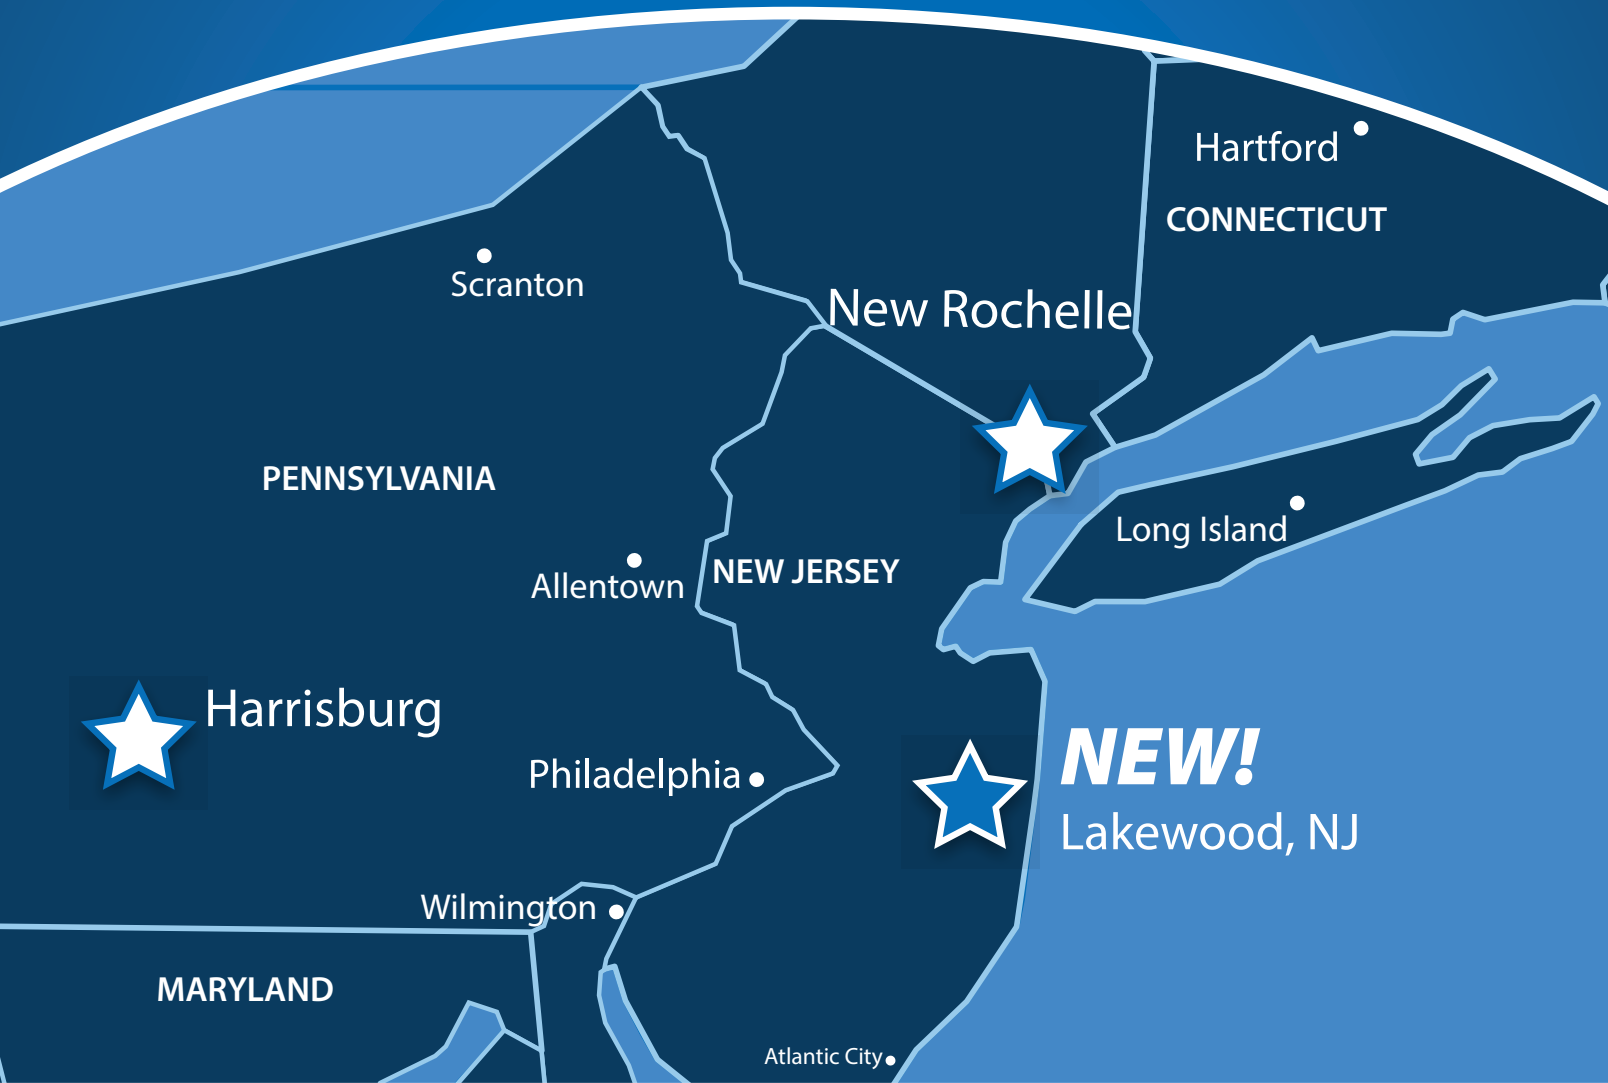 Hartford
CONNECTICUT
Scranton
New Rochelle
PENNSYLVANIA
Long Island
NEW JERSEY
Allentown
Harrisburg
NEW!
Philadelphia
Lakewood, NJ
Wilmington
MARYLAND
Atlantic City